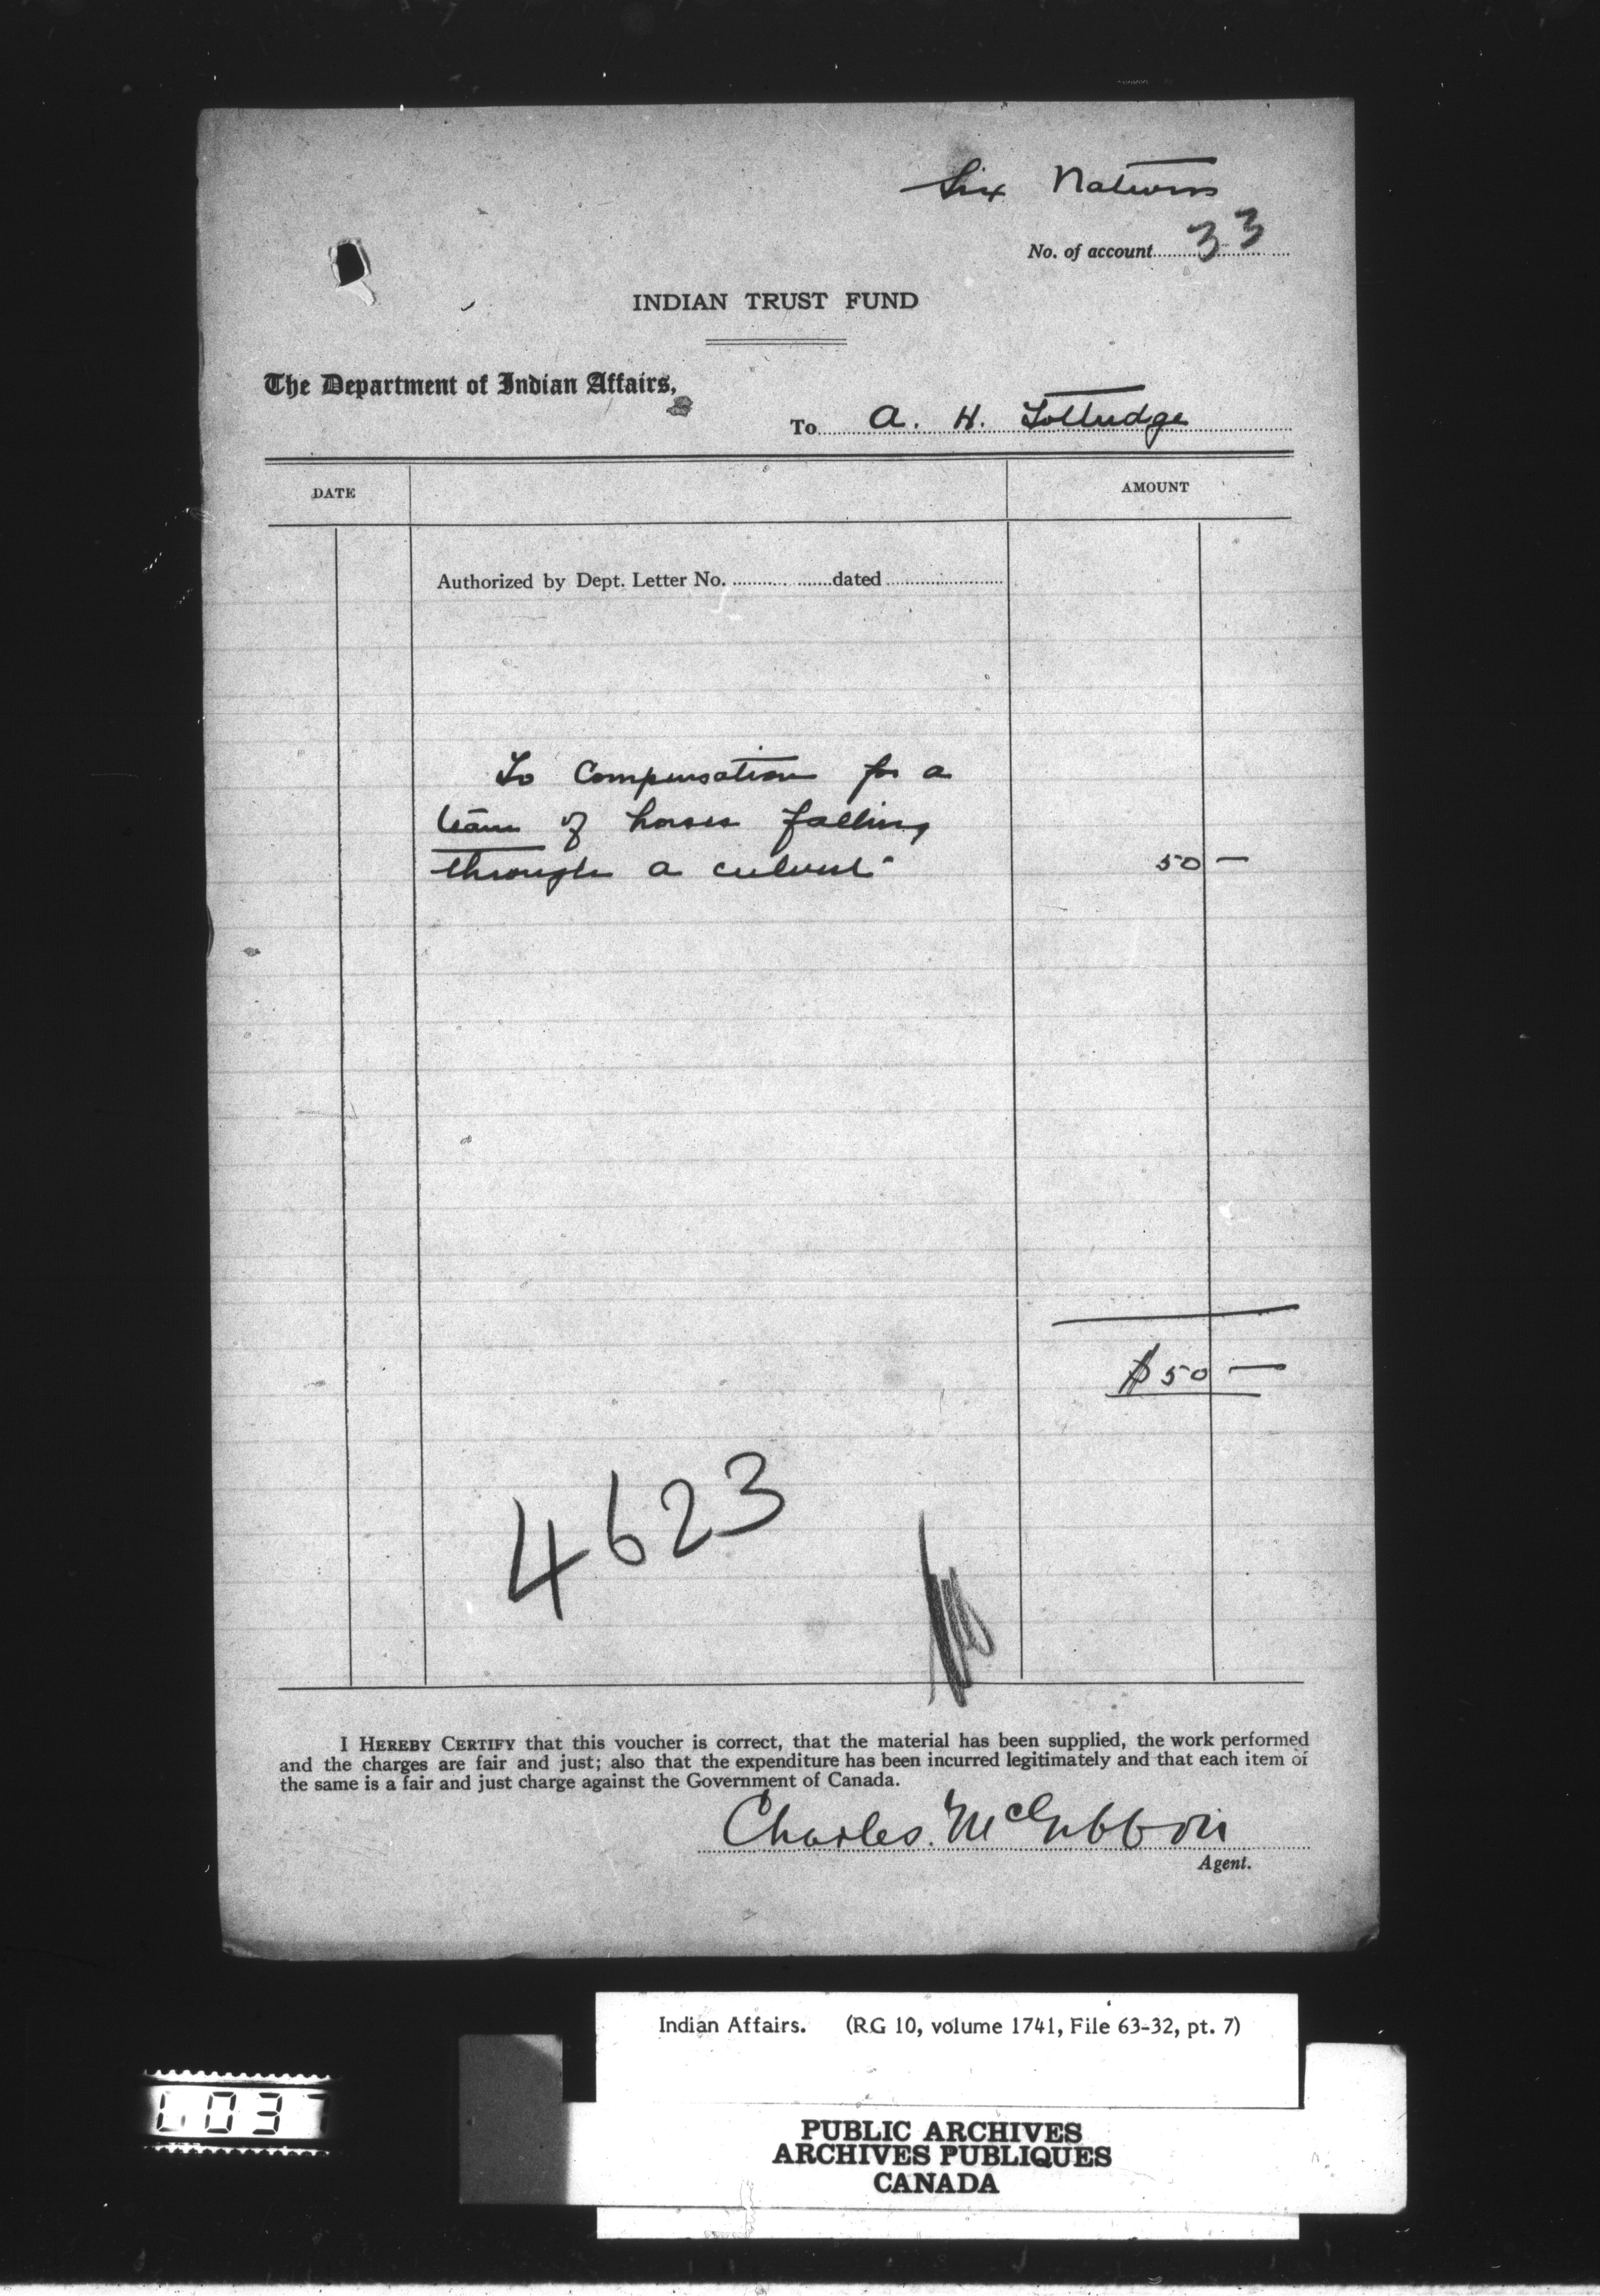 Six Nations
No. of account 33
INDIAN TRUST FUND
The Department of Indian Affairs,
To A. H. Lottridge
DATE AMOUNT
Authorized by Dept. Letter No. dated
To Compensation for a
team of horses falling
through a culvert 50 —
$50 —
4623
I HEREBY CERTIFY that this voucher is correct, that the material has been supplied, the work performed
and the charges are fair and just; also that the expenditure has been incurred legitimately and that each item of
the same is a fair and just charge against the Government of Canada.
Charles McGibbon
Agent.
Indian Affairs. (RG 10, volume 1741, File 63-32, pt. 7)
PUBLIC ARCHIVES
ARCHIVES PUBLIQUES
CANADA